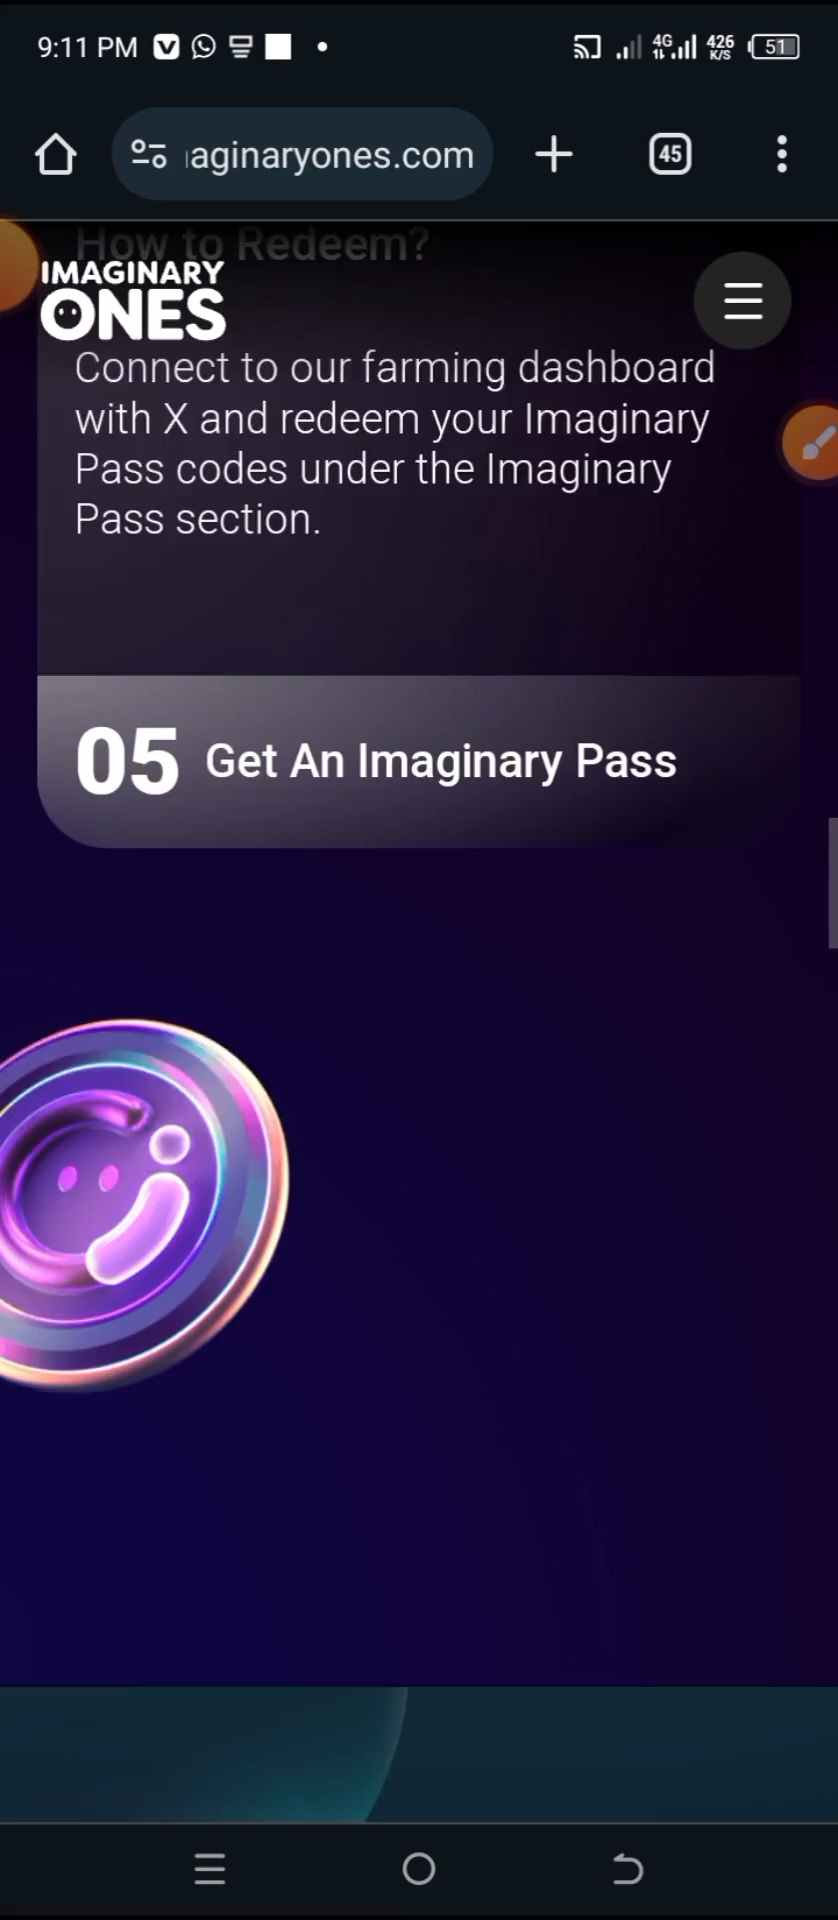 9:11 PM
4G
426
K/S
51
aginaryones.com
45
How to Redeem?
IMAGINARY
ONES
Connect to our farming dashboard
with X and redeem your Imaginary
Pass codes under the Imaginary
Pass section.
05 Get An Imaginary Pass